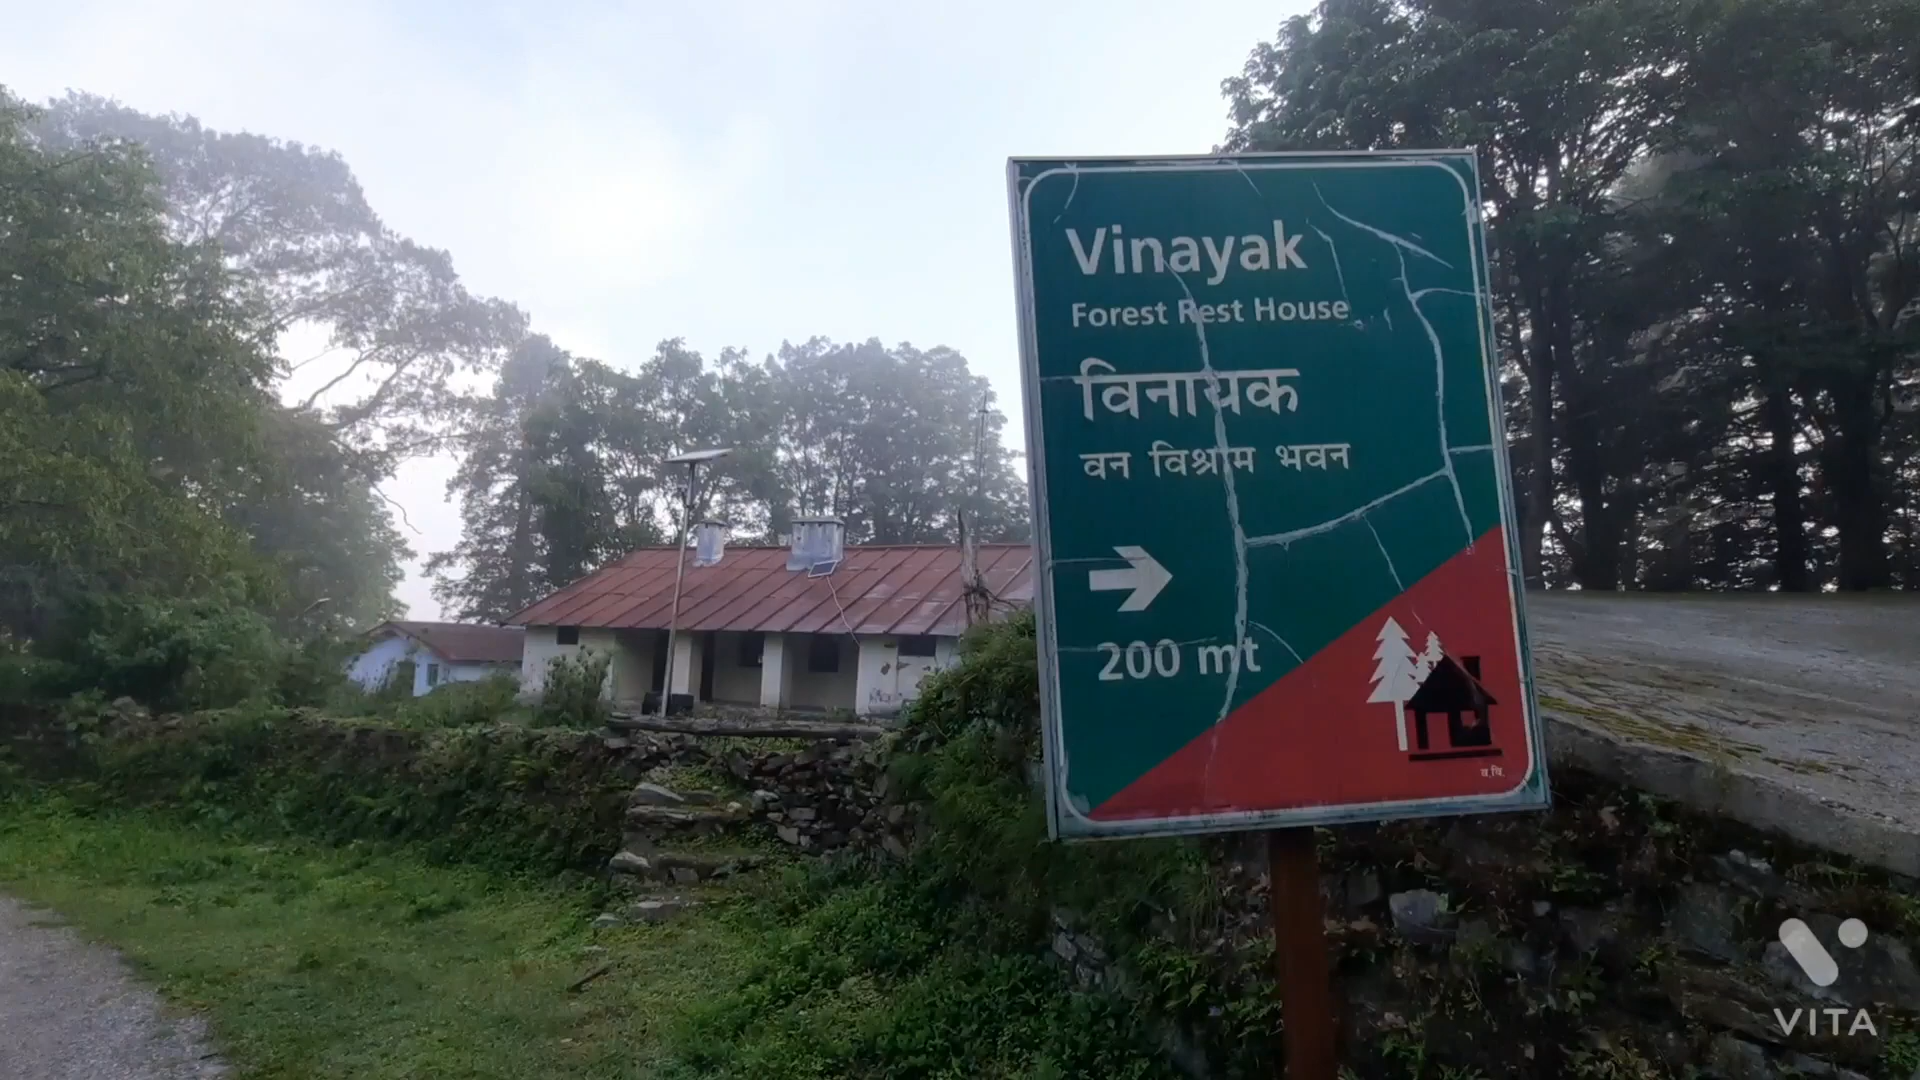 Vinayak
Forest Rest House
विनायक
वन विश्राम भवन
200 mt
व.वि.
VITA